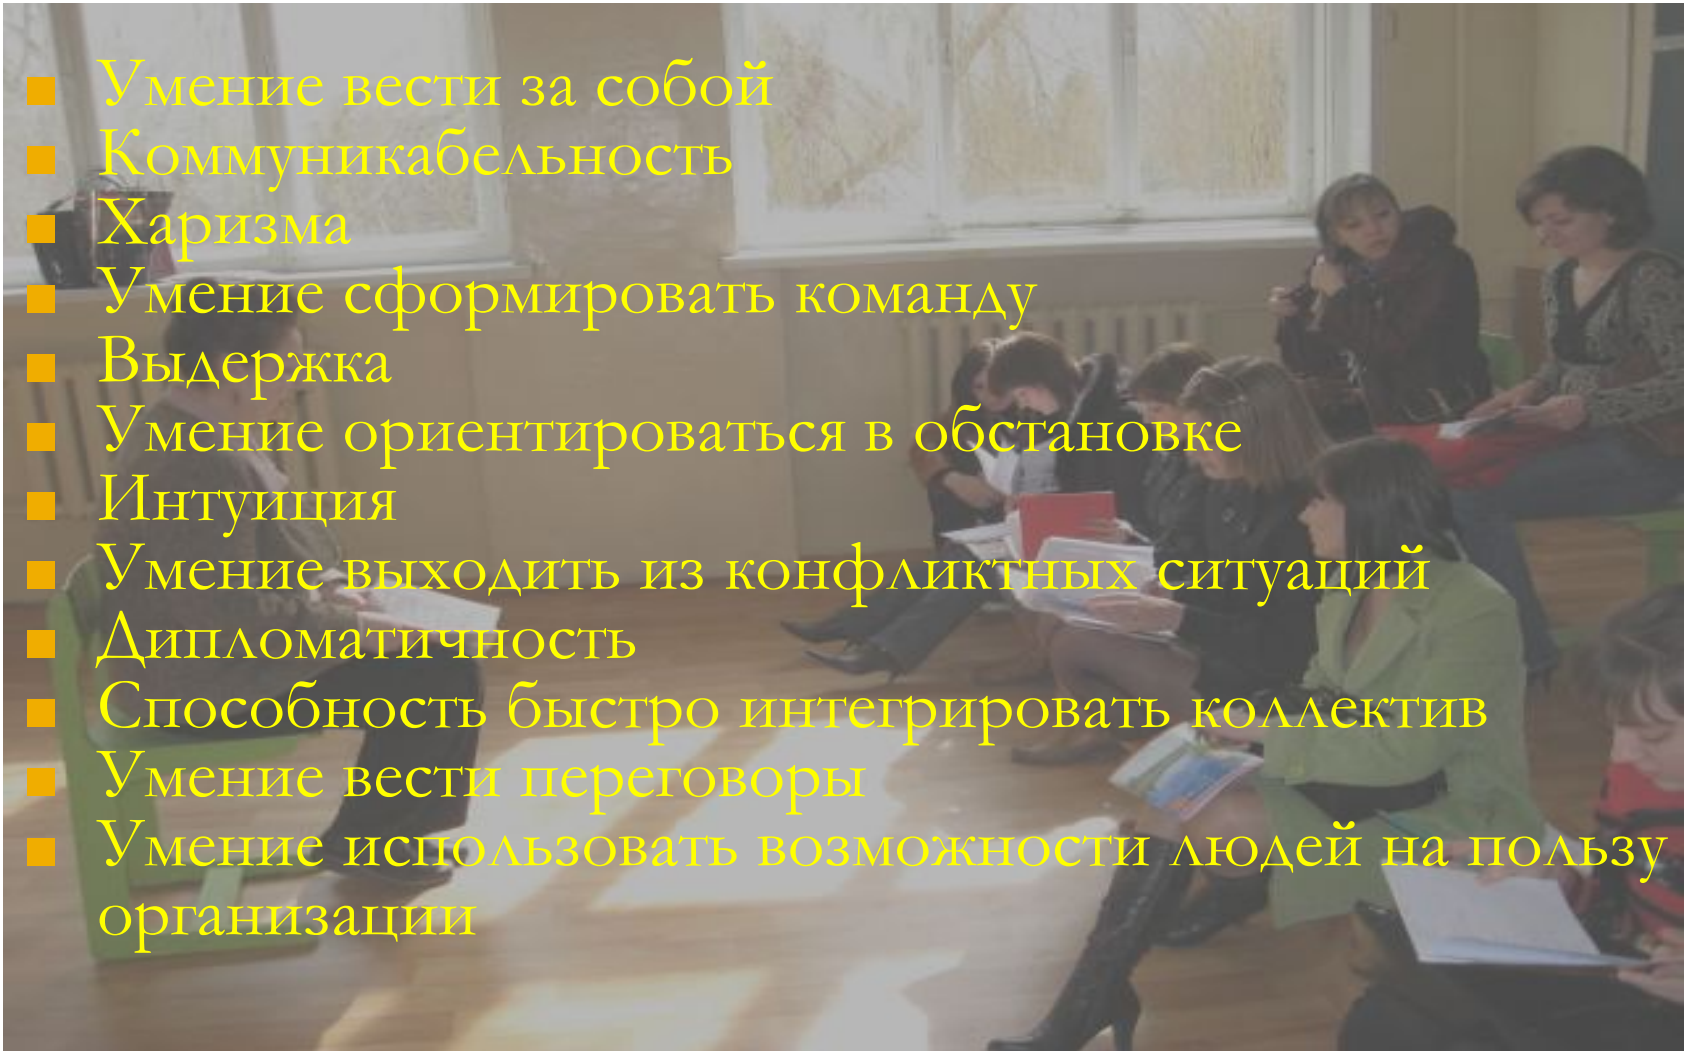 Умение вести за собой
Коммуникабельность
Харизма
Умение сформировать команду
Выдержка
Умение ориентироваться в обстановке
Интуиция
Умение выходить из конфликтных ситуаций
Дипломатичность
Способность быстро интегрировать коллектив
Умение вести переговоры
Умение использовать возможности людей на пользу
организации